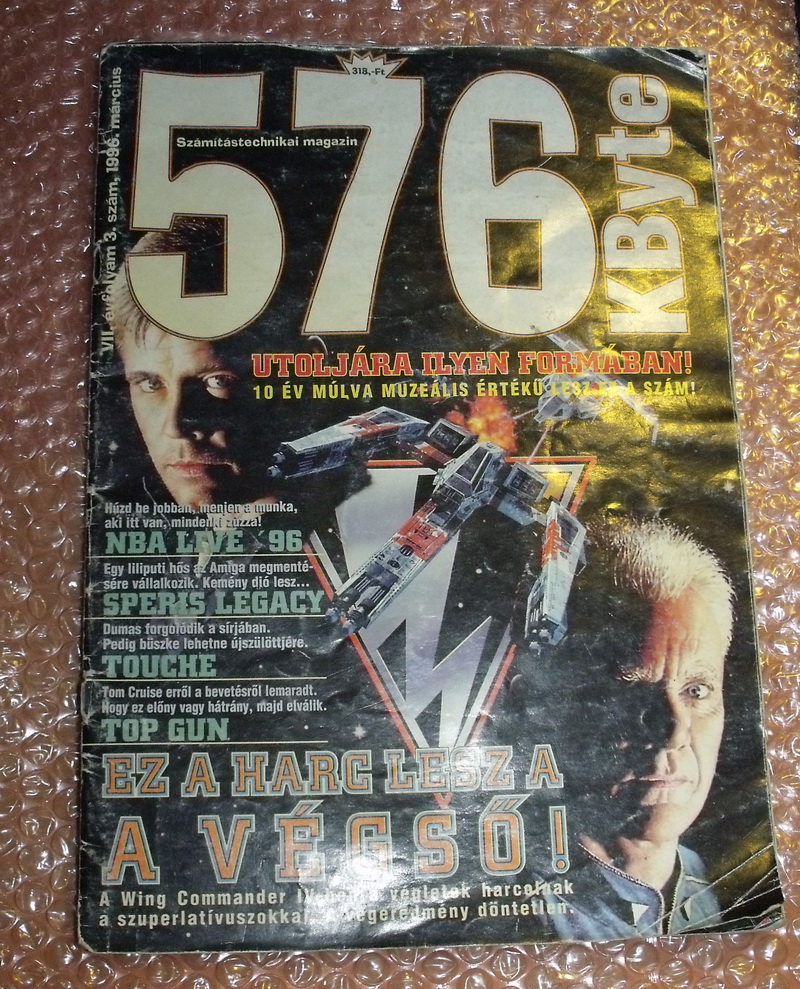 318,-Ft
576
KByte
Számítástechnikai magazin
VII. évfolyam 3. szám, 1996. március
UTOLJÁRA ILYEN FORMÁBAN!
10 ÉV MÚLVA MUZEÁLIS ÉRTÉKŰ LESZ EZ A SZÁM!
Húzd be jobban, menjen a munka,
aki itt van, mind
NBA LIVE '96
Egy liliputi hős az Amiga megmenté-
sére vállalkozik. Kemény dió lesz...
SPERIS LEGACY
Dumas forgolódik a sírjában.
Pedig büszke lehetne újszülöttjére.
TOUCHE
Tom Cruise erről a bevetésről lemaradt.
Hogy ez előny vagy hátrány, majd elválik.
TOP GUN
EZ A HARC LESZ A
A VÉGSŐ!
A Wing Commander végletek harcolnak
a szuperlatívuszokkal. A végeredmény döntetlen.